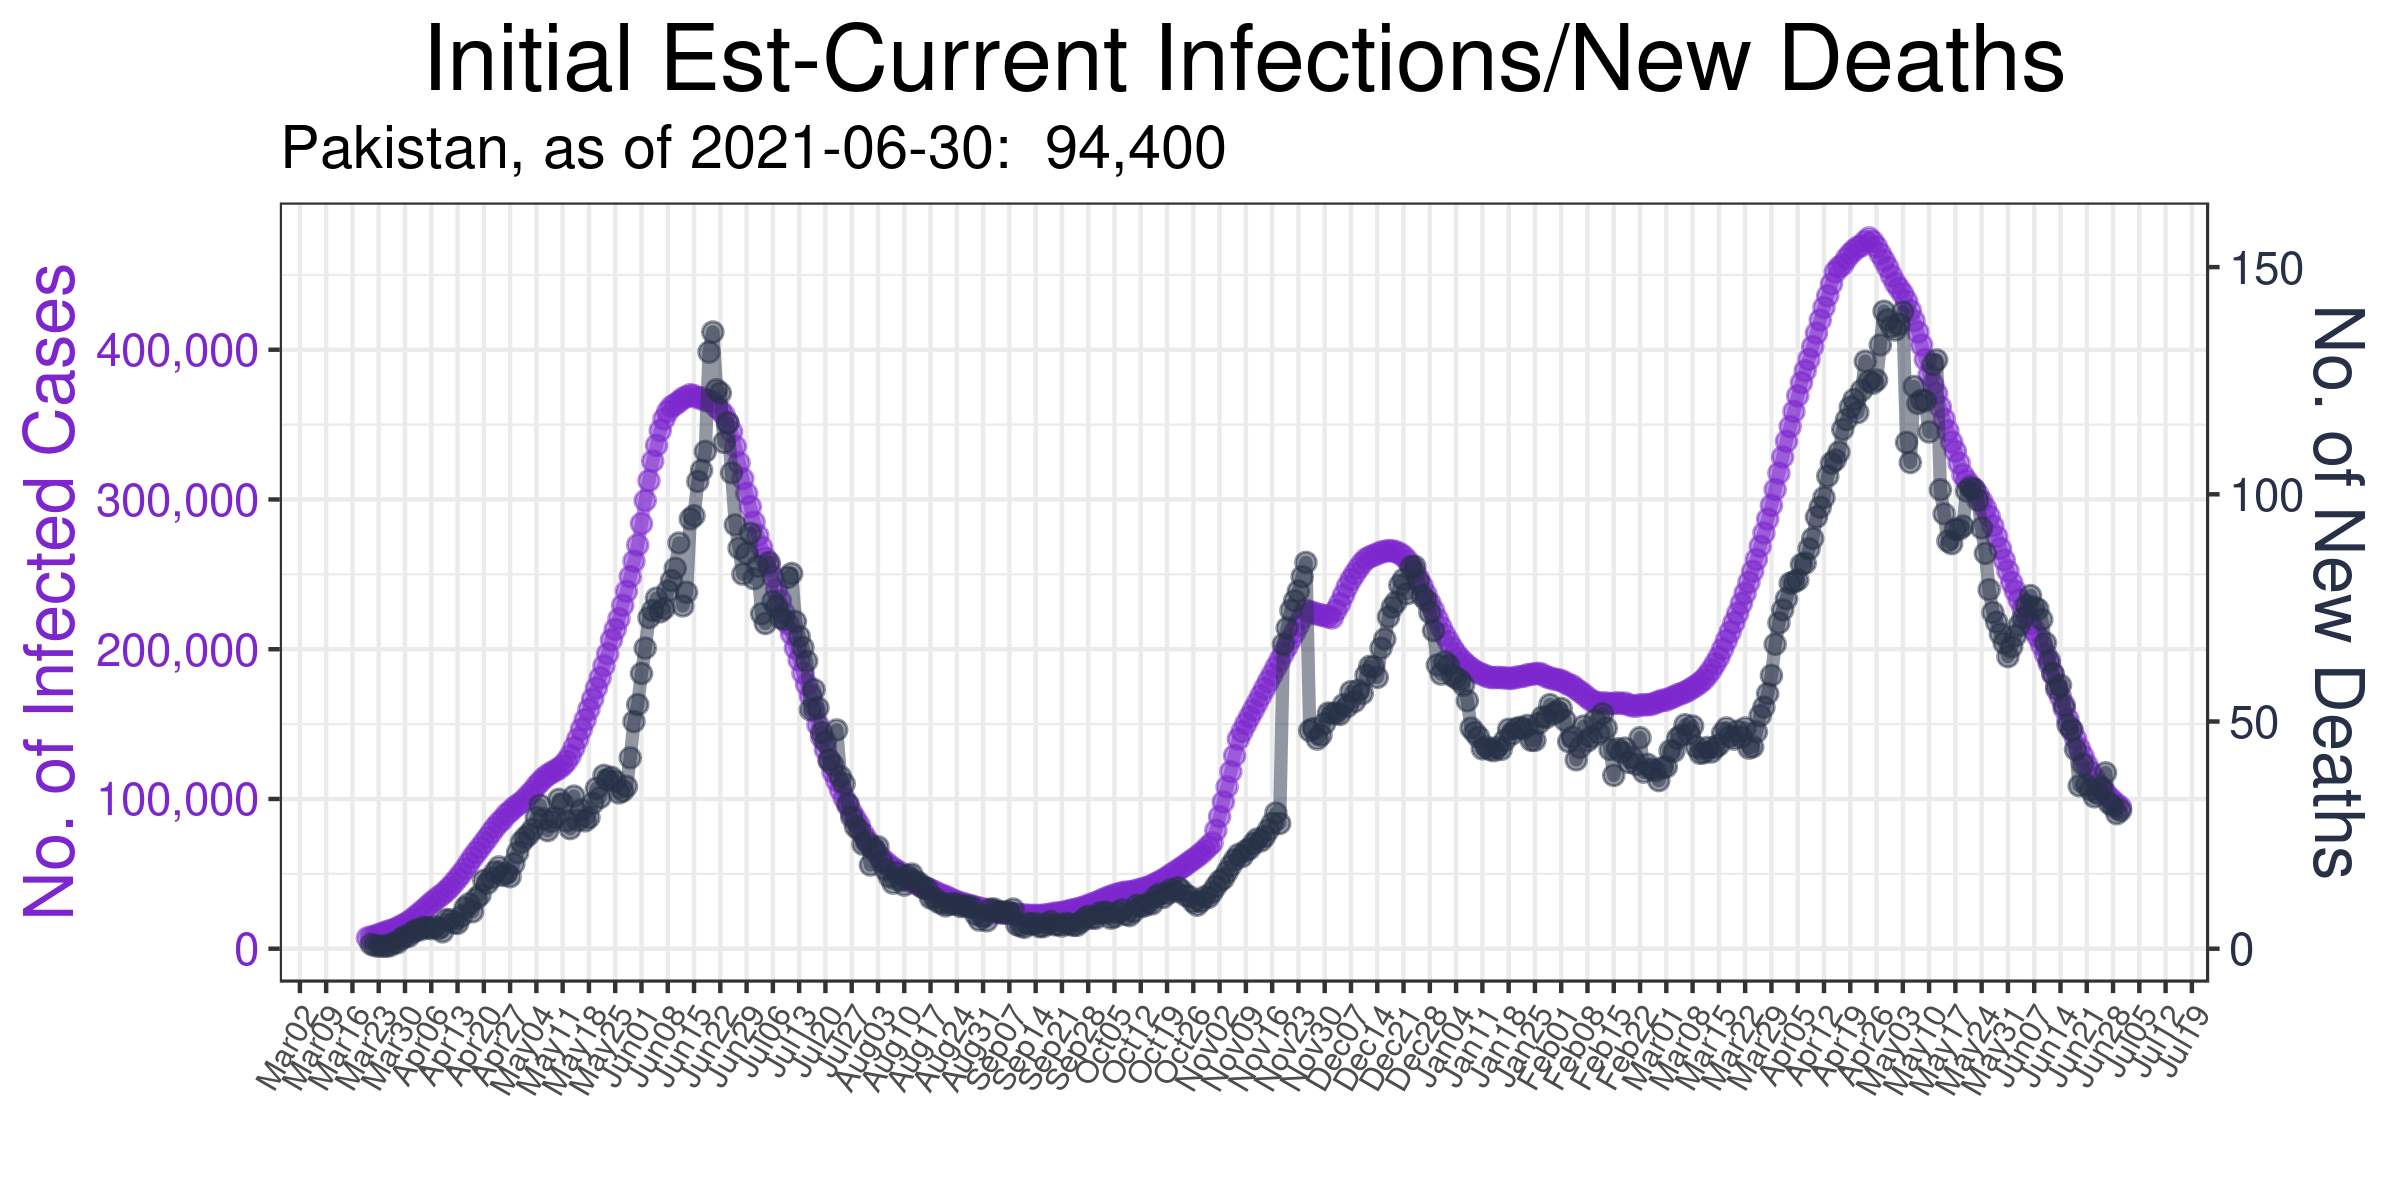 Initial Est-Current Infections/New Deaths
Pakistan, as of 2021-06-30: 94,400
No. of Infected Cases
400,000
300,000
200,000
100,000
0
150
100
50
0
No. of New Deaths
Mar02
Mar09
Mar16
Mar23
Mar30
Apr06
Apr13
Apr20
Apr27
May04
May11
May18
May25
Jun01
Jun08
Jun15
Jun22
Jun29
Jul06
Jul13
Jul20
Jul27
Aug03
Aug10
Aug17
Aug24
Aug31
Sep07
Sep14
Sep21
Sep28
Oct05
Oct12
Oct19
Oct26
Nov02
Nov09
Nov16
Nov23
Nov30
Dec07
Dec14
Dec21
Dec28
Jan04
Jan11
Jan18
Jan25
Feb01
Feb08
Feb15
Feb22
Mar01
Mar08
Mar15
Mar22
Mar29
Apr05
Apr12
Apr19
Apr26
May03
May10
May17
May24
May31
Jun07
Jun14
Jun21
Jun28
Jul05
Jul12
Jul19